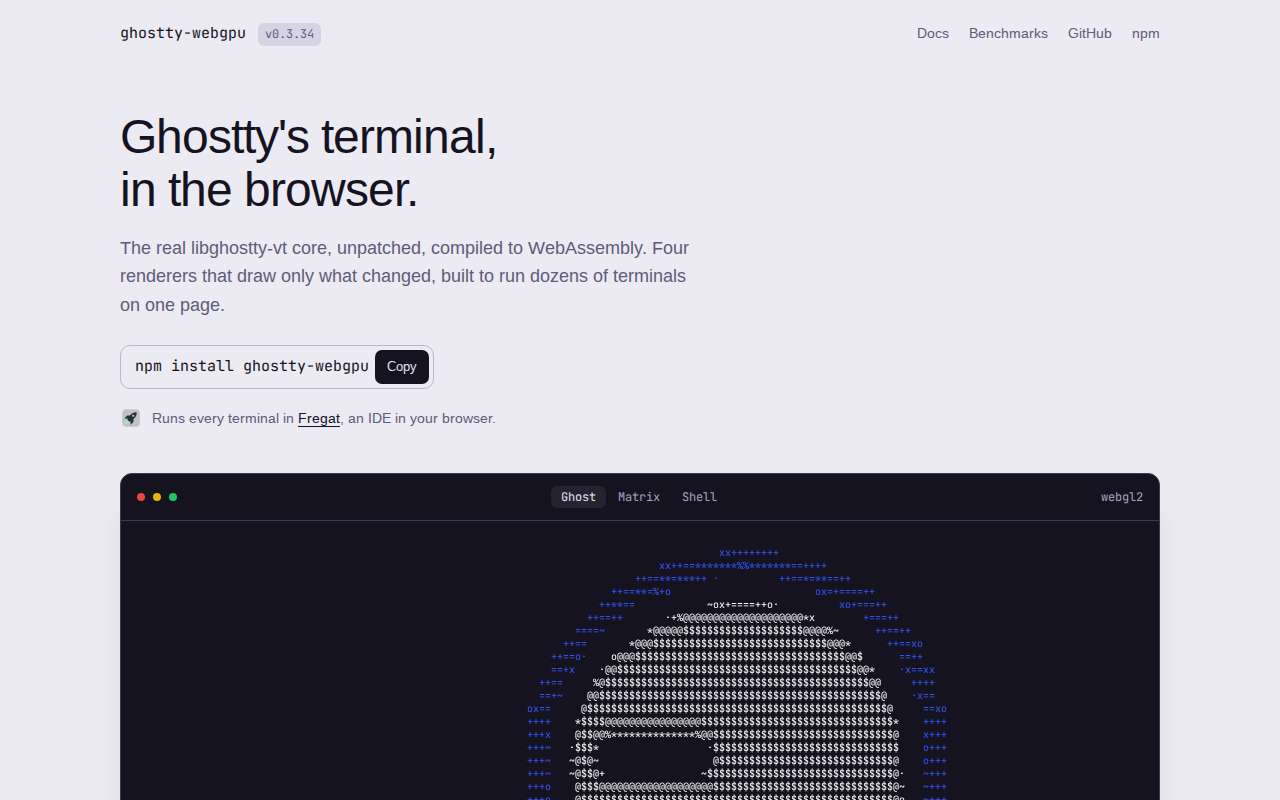 ghostty-webgpu v0.3.34 Docs Benchmarks GitHub npm
Ghostty's terminal,
in the browser.
The real libghostty-vt core, unpatched, compiled to WebAssembly. Four
renderers that draw only what changed, built to run dozens of terminals
on one page.
npm install ghostty-webgpu Copy
Runs every terminal in Fregat, an IDE in your browser.
Ghost Matrix Shell webgl2